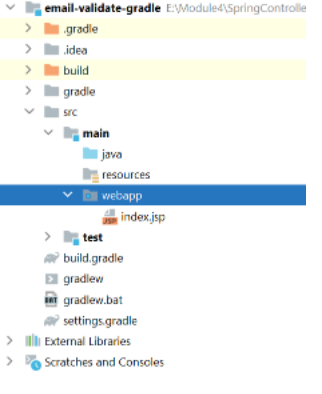 email-validate-gradle E:\Module4\SpringControlle
.gradle
.idea
build
gradle
src
main
java
resources
webapp
index.jsp
test
build.gradle
gradlew
gradlew.bat
settings.gradle
External Libraries
Scratches and Consoles